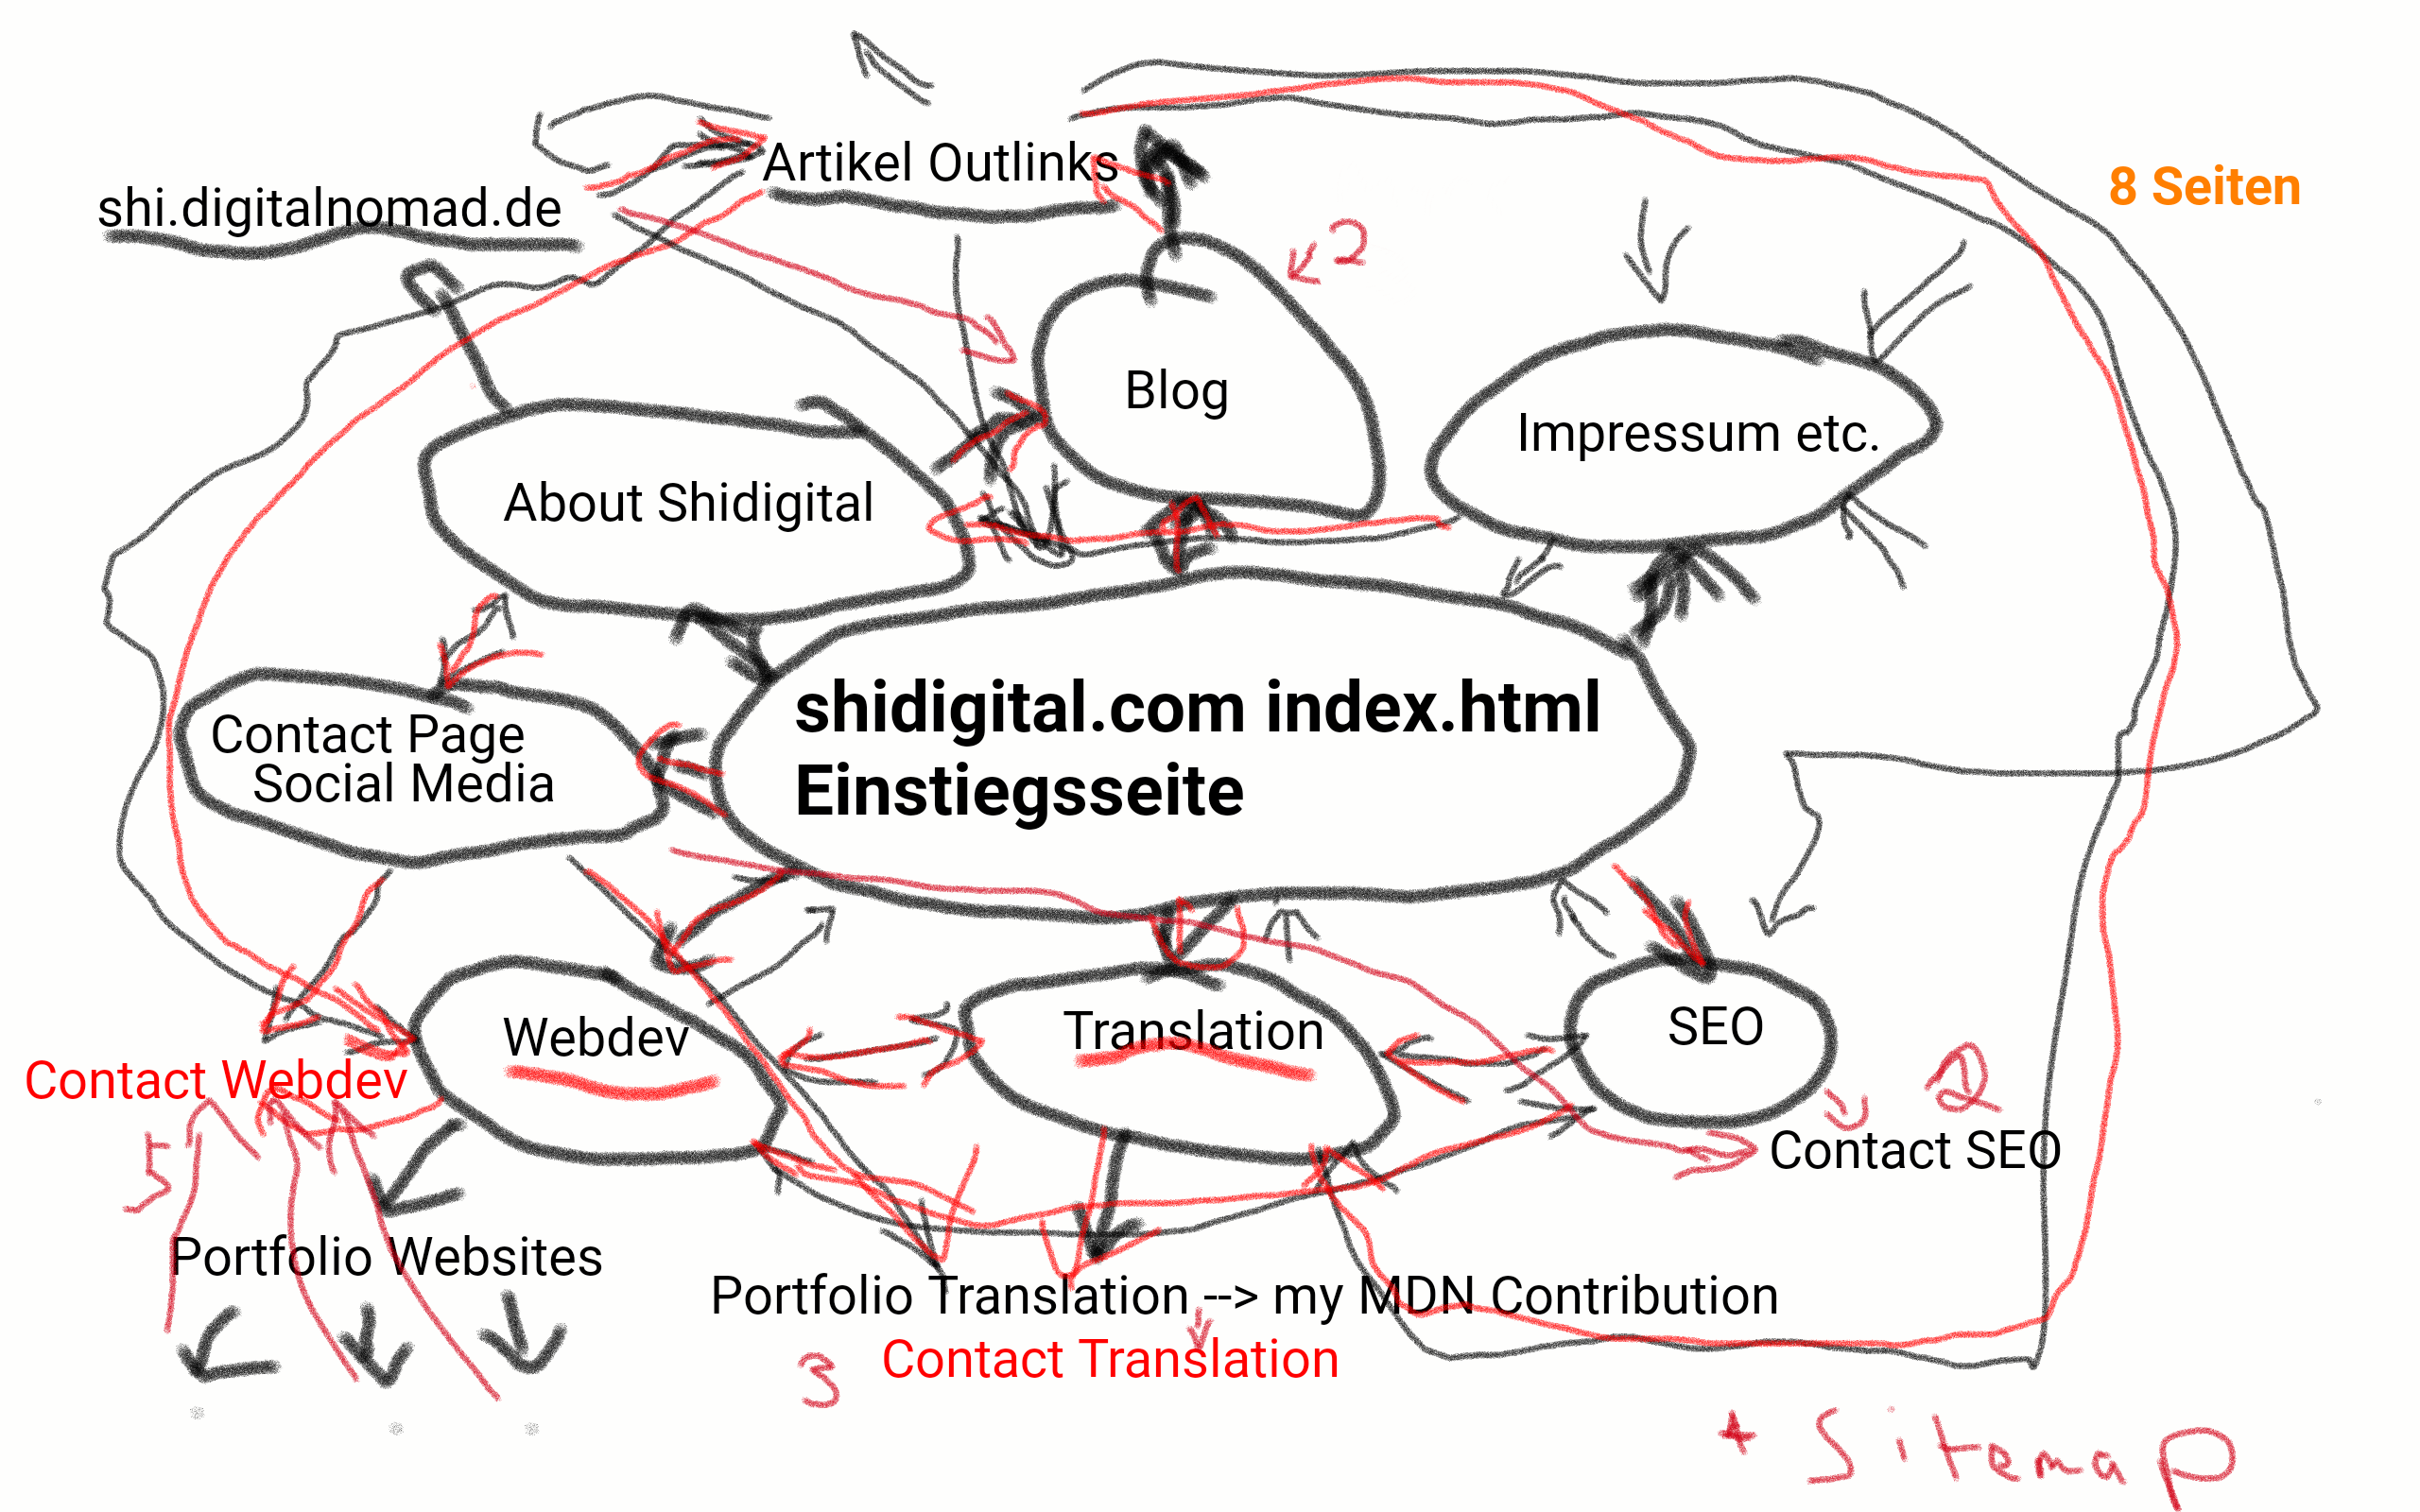 Artikel Outlinks
shi.digitalnomad.de
8 Seiten
2
Blog
Impressum etc.
About Shidigital
shidigital.com index.html
Einstiegsseite
Contact Page
Social Media
Webdev
Translation
SEO
Contact Webdev
2
Contact SEO
5
Portfolio Websites
Portfolio Translation --> my MDN Contribution
3
Contact Translation
+ Sitemap